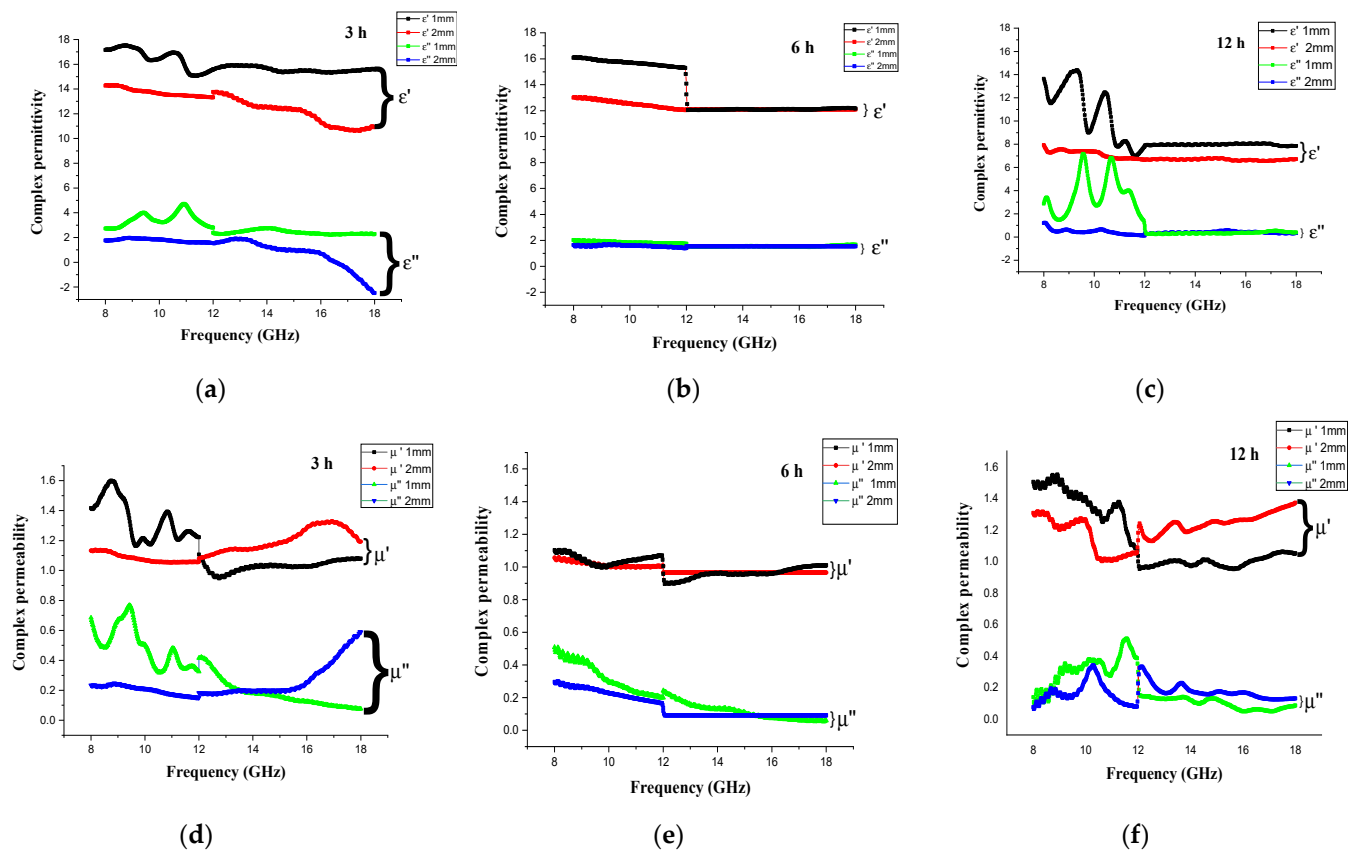 3 h
ε' 1mm
ε' 2mm
ε'' 1mm
ε'' 2mm
Complex permittivity
18
16
14
12
10
8
6
4
2
0
-2
ε'
ε''
8 10 12 14 16 18
Frequency (GHz)
(a)
6 h
ε' 1mm
ε' 2mm
ε'' 1mm
ε'' 2mm
Complex permittivity
18
16
14
12
10
8
6
4
2
0
-2
ε'
ε''
8 10 12 14 16 18
Frequency (GHz)
(b)
12 h
ε' 1mm
ε' 2mm
ε'' 1mm
ε'' 2mm
Complex permittivity
18
16
14
12
10
8
6
4
2
0
-2
ε'
ε''
8 10 12 14 16 18
Frequency (GHz)
(c)
3 h
μ ' 1mm
μ ' 2mm
μ'' 1mm
μ'' 2mm
Complex permeability
1.6
1.4
1.2
1.0
0.8
0.6
0.4
0.2
0.0
μ'
μ''
8 10 12 14 16 18
Frequency (GHz)
(d)
6 h
μ ' 1mm
μ ' 2mm
μ'' 1mm
μ'' 2mm
Complex permeability
1.4
1.2
1.0
0.8
0.6
0.4
0.2
0.0
μ'
μ''
8 10 12 14 16 18
Frequency (GHz)
(e)
12 h
μ ' 1mm
μ ' 2mm
μ'' 1mm
μ'' 2mm
Complex permeability
1.6
1.4
1.2
1.0
0.8
0.6
0.4
0.2
0.0
μ'
μ''
8 10 12 14 16 18
Frequency (GHz)
(f)